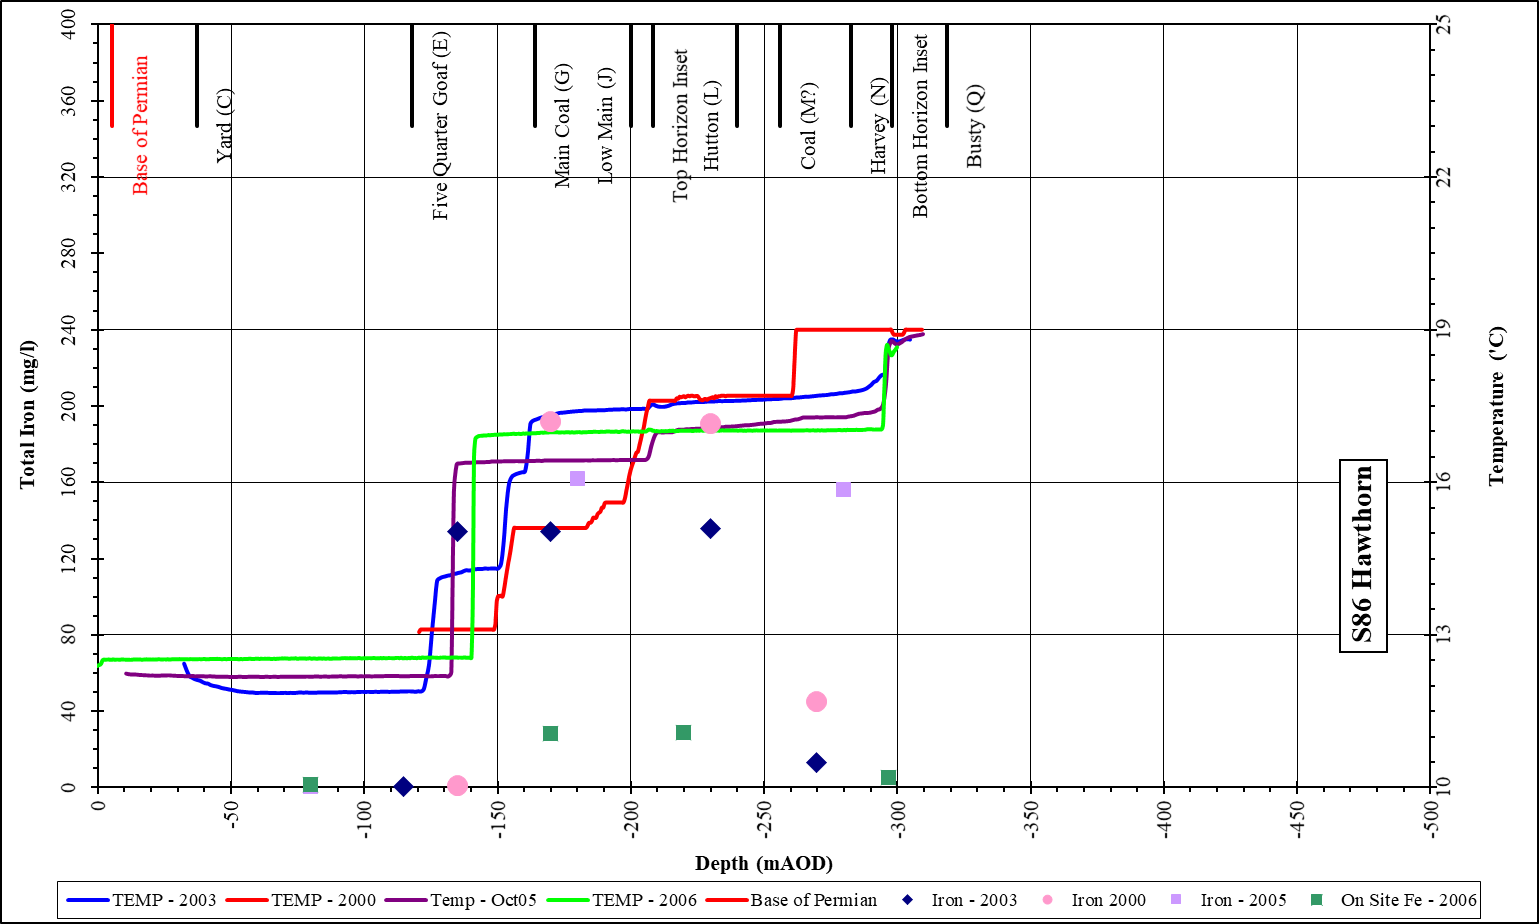 400
360
320
280
240
200
160
120
80
40
0
Total Iron (mg/l)
Base of Permian
Yard (C)
Five Quarter Goaf (E)
Main Coal (G)
Low Main (J)
Top Horizon Inset
Hutton (L)
Coal (M?)
Harvey (N)
Bottom Horizon Inset
Busty (Q)
25
22
19
16
13
10
Temperature ('C)
S86 Hawthorn
0
-50
-100
-150
-200
-250
-300
-350
-400
-450
-500
Depth (mAOD)
TEMP - 2003 TEMP - 2000 Temp - Oct05 TEMP - 2006 Base of Permian Iron - 2003 Iron 2000 Iron - 2005 On Site Fe - 2006